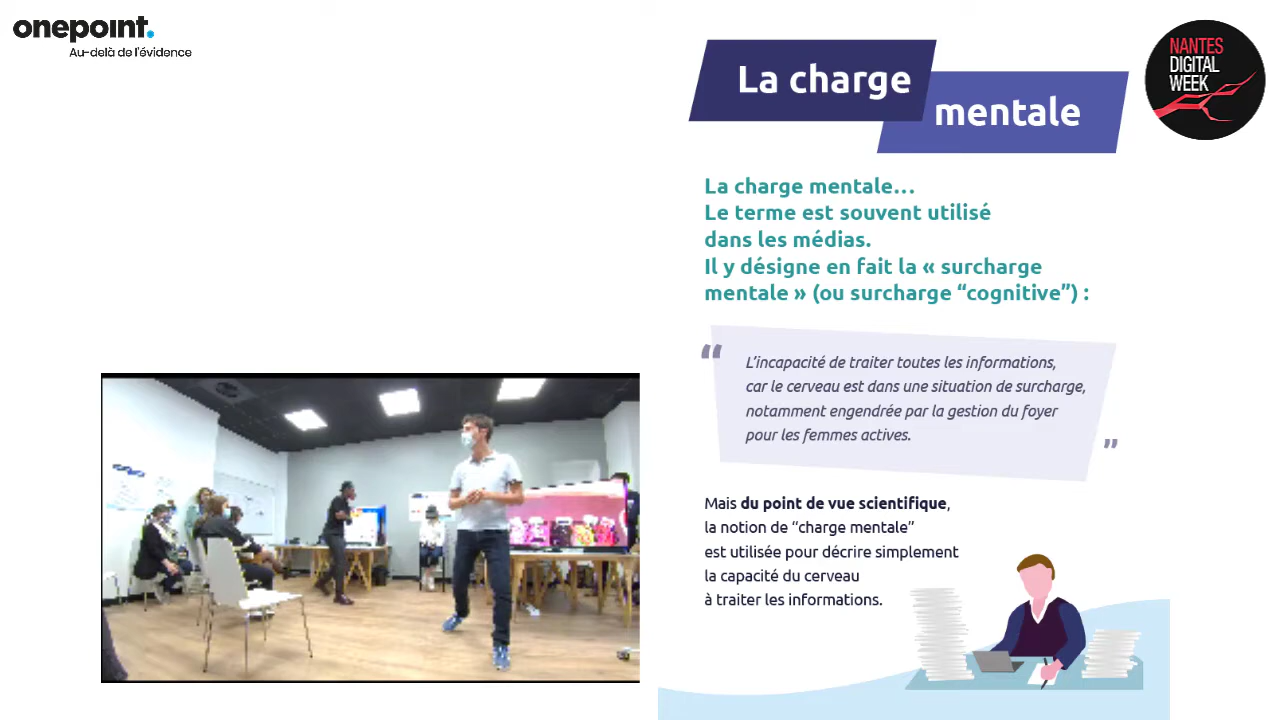 onepoint.
Au-delà de l'évidence
NANTES
DIGITAL
WEEK
La charge
mentale
La charge mentale…
Le terme est souvent utilisé
dans les médias.
Il y désigne en fait la « surcharge
mentale » (ou surcharge “cognitive”) :
“
L’incapacité de traiter toutes les informations,
car le cerveau est dans une situation de surcharge,
notamment engendrée par la gestion du foyer
pour les femmes actives.
”
Mais du point de vue scientifique,
la notion de “charge mentale”
est utilisée pour décrire simplement
la capacité du cerveau
à traiter les informations.